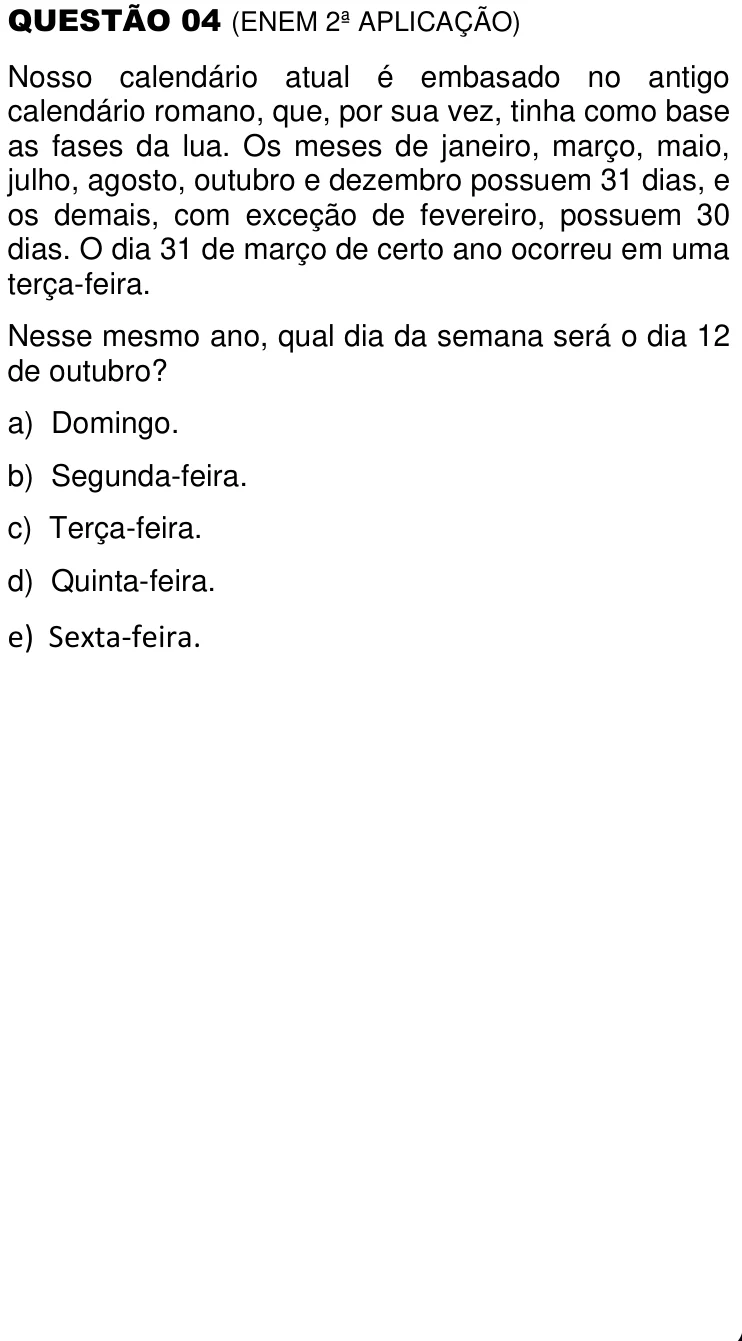 QUESTÃO 04 (ENEM 2ª APLICAÇÃO)
Nosso calendário atual é embasado no antigo
calendário romano, que, por sua vez, tinha como base
as fases da lua. Os meses de janeiro, março, maio,
julho, agosto, outubro e dezembro possuem 31 dias, e
os demais, com exceção de fevereiro, possuem 30
dias. O dia 31 de março de certo ano ocorreu em uma
terça-feira.
Nesse mesmo ano, qual dia da semana será o dia 12
de outubro?
a) Domingo.
b) Segunda-feira.
c) Terça-feira.
d) Quinta-feira.
e) Sexta-feira.